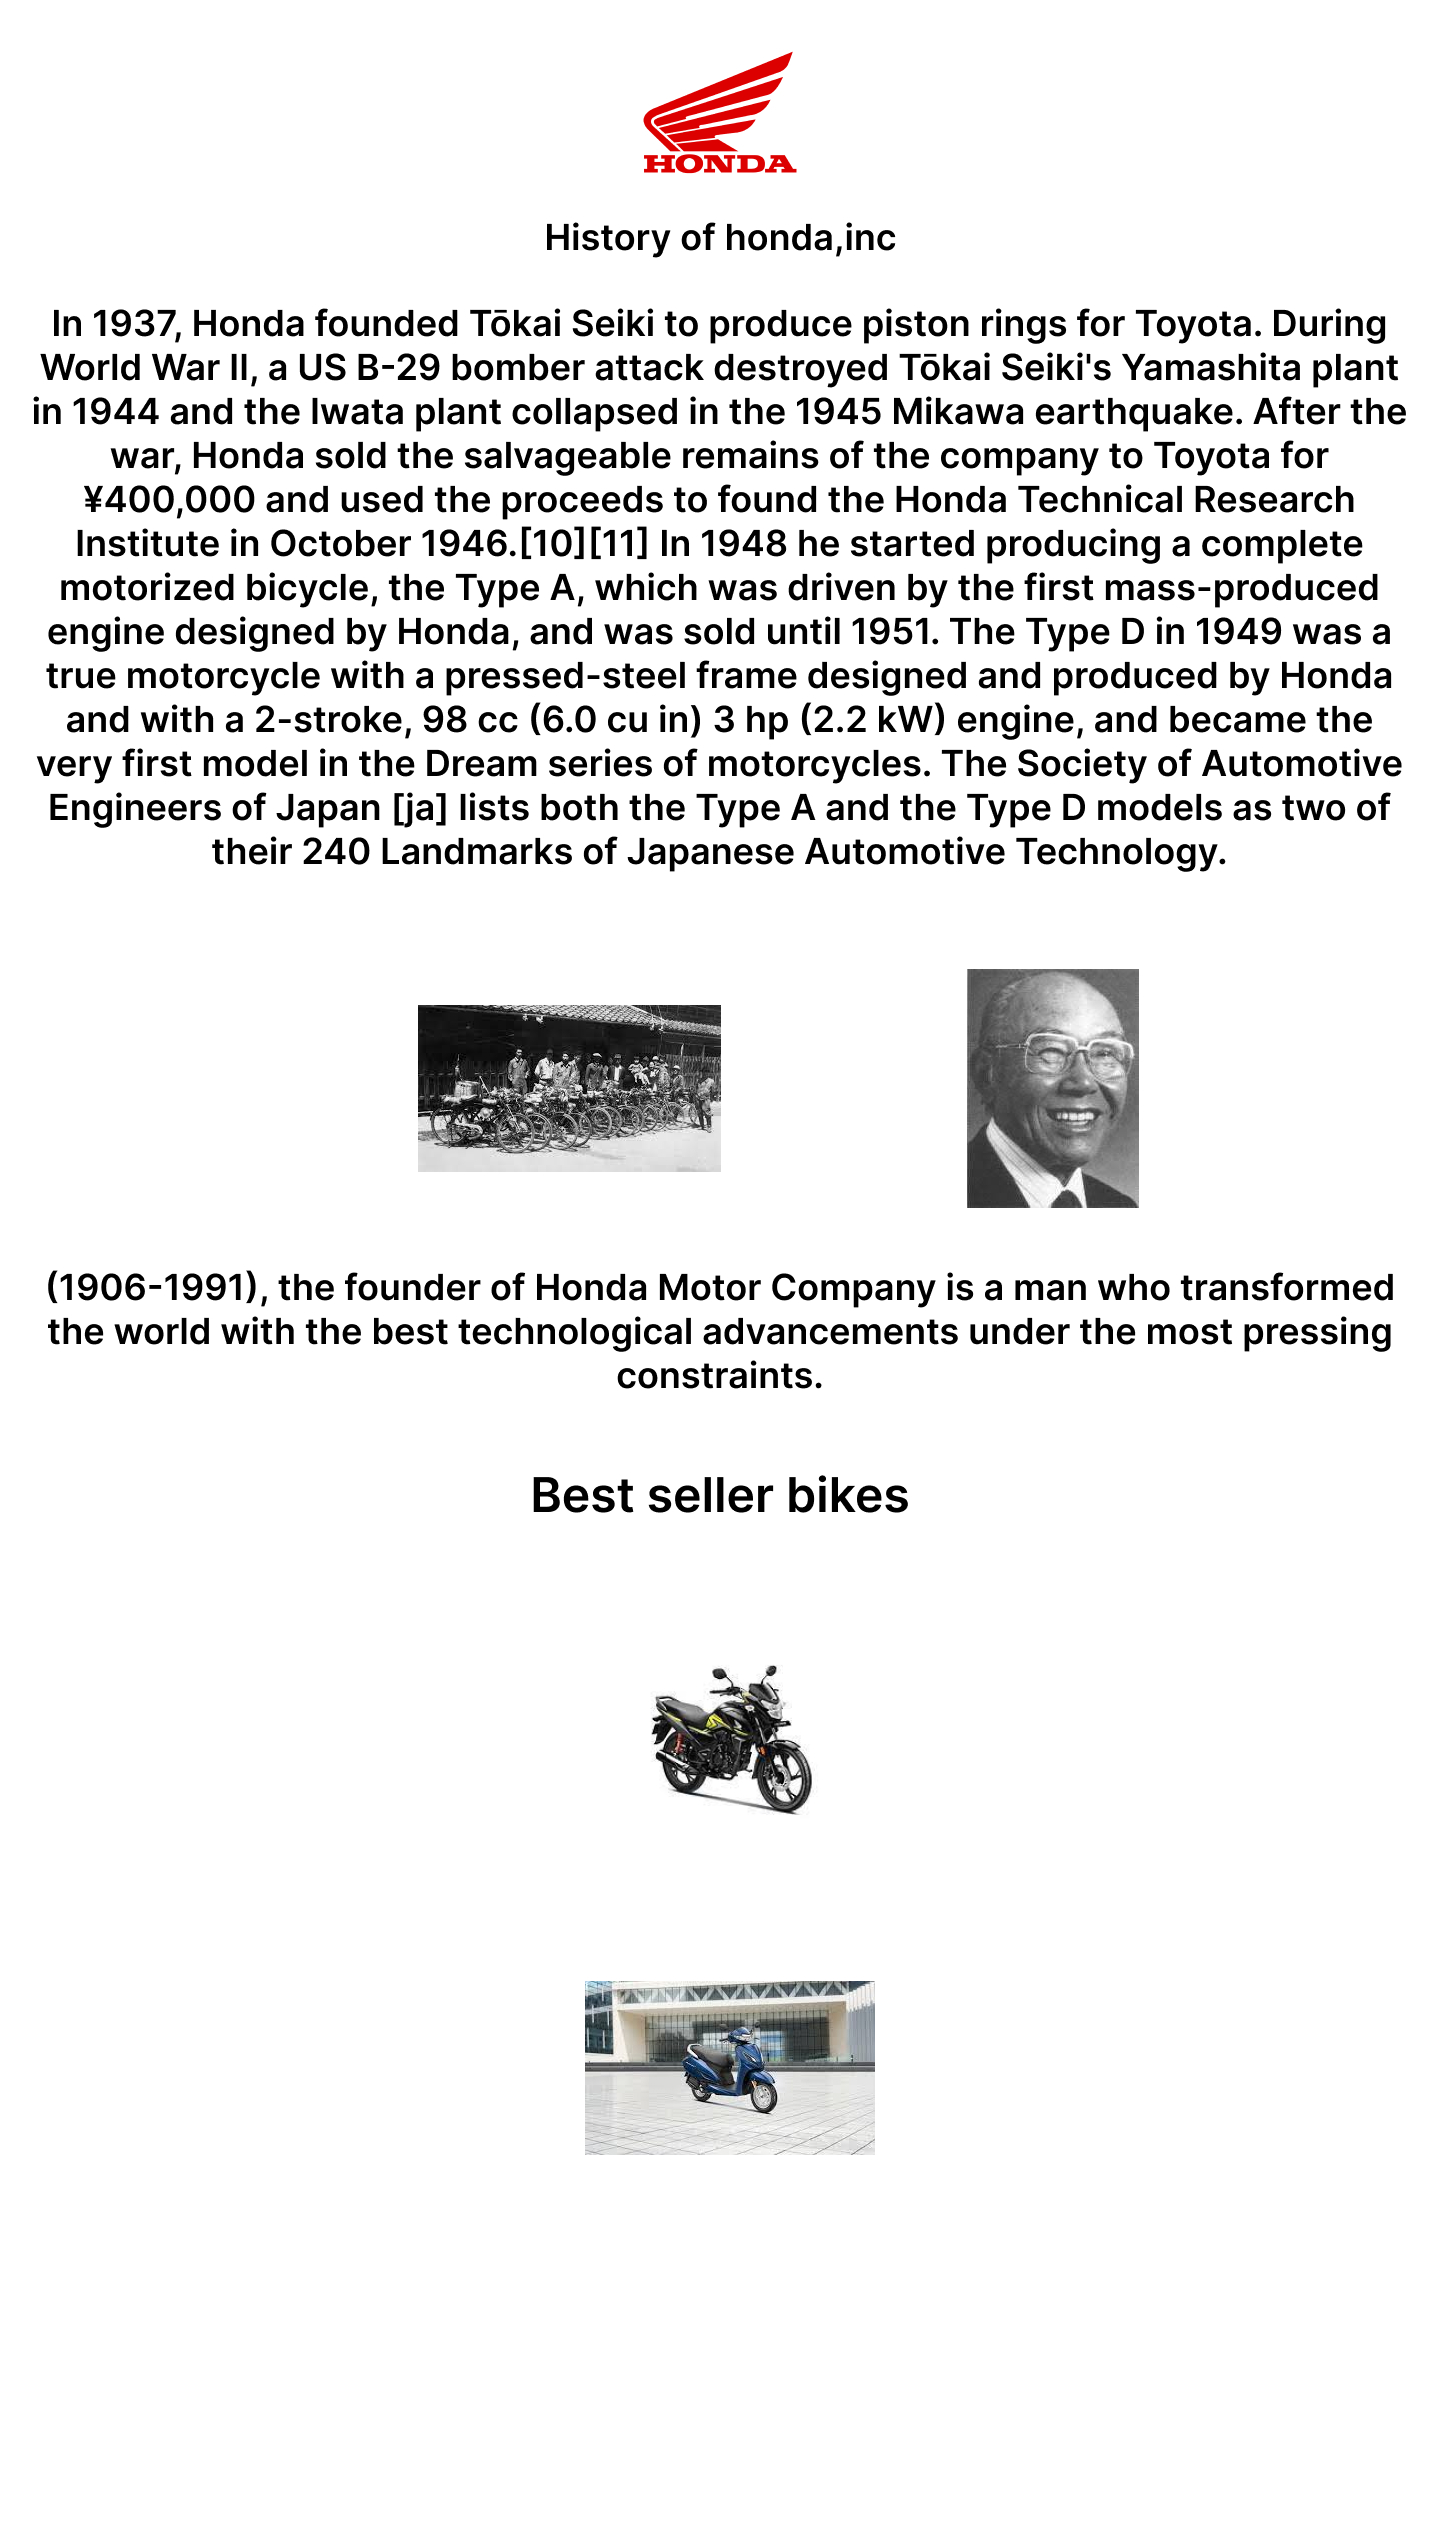 HONDA
History of honda,inc
In 1937, Honda founded Tōkai Seiki to produce piston rings for Toyota. During
World War II, a US B-29 bomber attack destroyed Tōkai Seiki's Yamashita plant
in 1944 and the Iwata plant collapsed in the 1945 Mikawa earthquake. After the
war, Honda sold the salvageable remains of the company to Toyota for
¥400,000 and used the proceeds to found the Honda Technical Research
Institute in October 1946.[10][11] In 1948 he started producing a complete
motorized bicycle, the Type A, which was driven by the first mass-produced
engine designed by Honda, and was sold until 1951. The Type D in 1949 was a
true motorcycle with a pressed-steel frame designed and produced by Honda
and with a 2-stroke, 98 cc (6.0 cu in) 3 hp (2.2 kW) engine, and became the
very first model in the Dream series of motorcycles. The Society of Automotive
Engineers of Japan [ja] lists both the Type A and the Type D models as two of
their 240 Landmarks of Japanese Automotive Technology.
(1906-1991), the founder of Honda Motor Company is a man who transformed
the world with the best technological advancements under the most pressing
constraints.
Best seller bikes